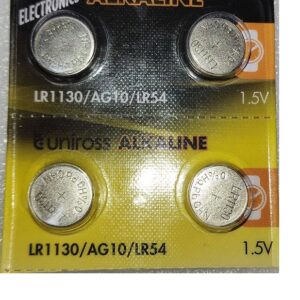 ELECTRONICS ALKALINE
LR1130/AG10/LR54 1.5V
uniross ALKALINE
LR1130/AG10/LR54 1.5V